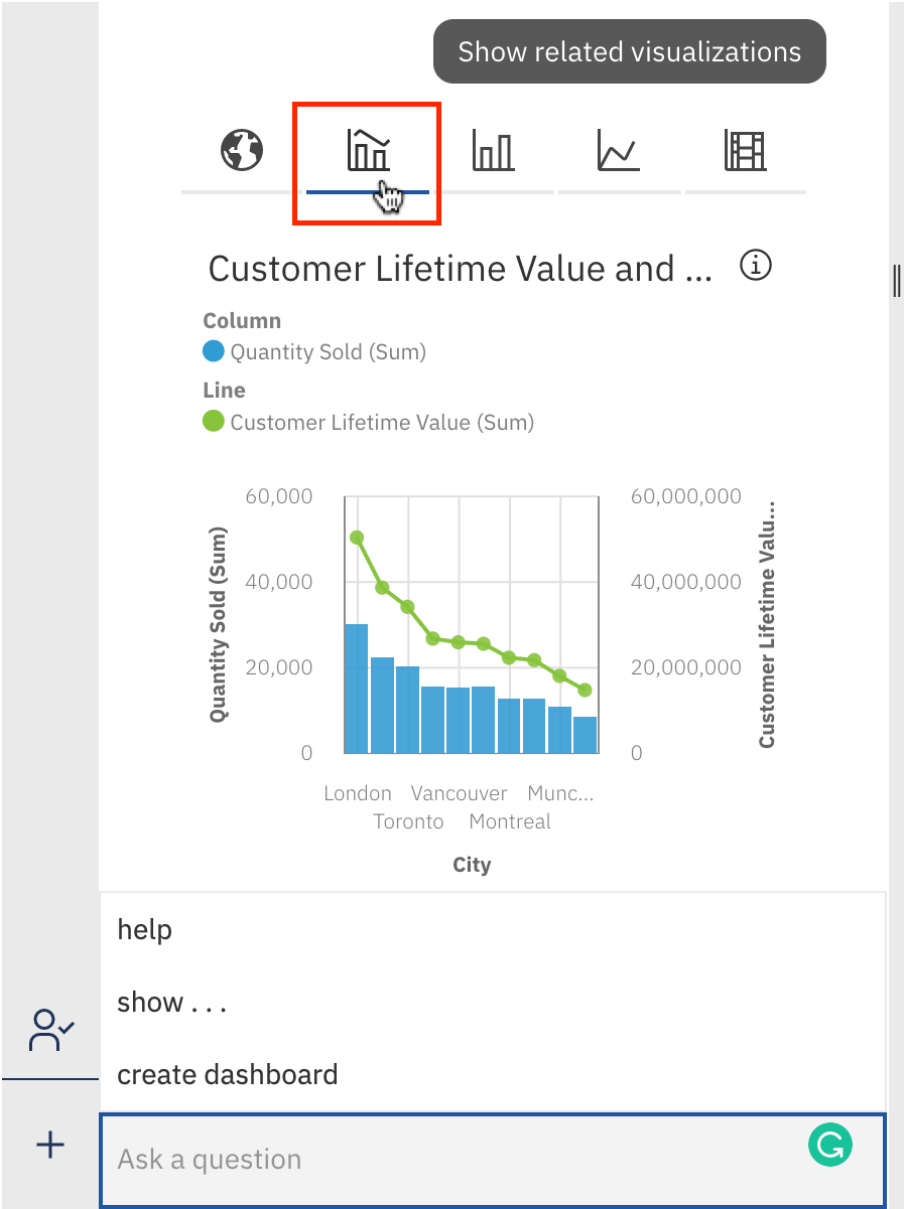 Show related visualizations
Customer Lifetime Value and ...
Column
Quantity Sold (Sum)
Line
Customer Lifetime Value (Sum)
60,000
40,000
20,000
0
Quantity Sold (Sum)
60,000,000
40,000,000
20,000,000
0
Customer Lifetime Valu...
London Vancouver Munc...
Toronto Montreal
City
help
show . . .
create dashboard
Ask a question